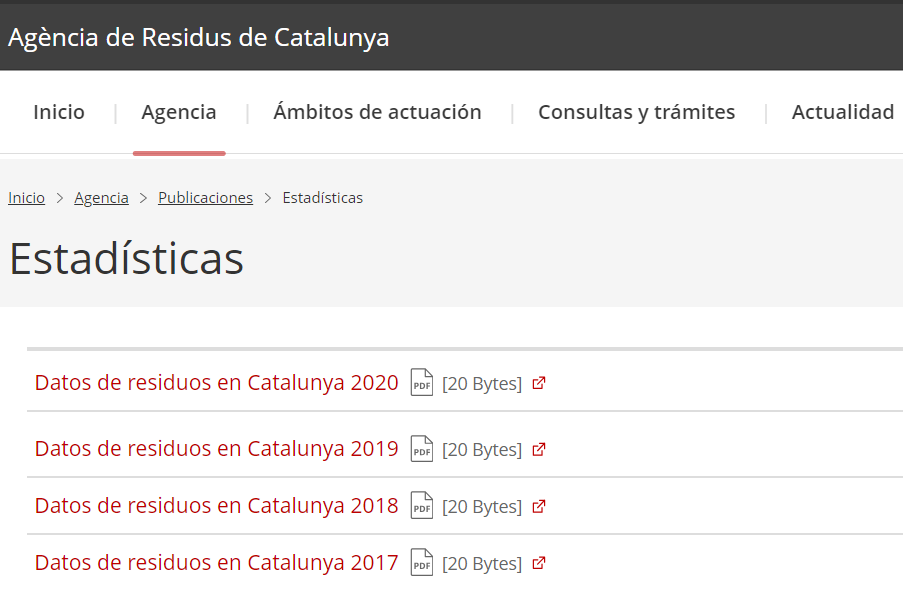 Agència de Residus de Catalunya
Inicio | Agencia | Ámbitos de actuación | Consultas y trámites | Actualidad
Inicio > Agencia > Publicaciones > Estadísticas
Estadísticas
Datos de residuos en Catalunya 2020 PDF [20 Bytes]
Datos de residuos en Catalunya 2019 PDF [20 Bytes]
Datos de residuos en Catalunya 2018 PDF [20 Bytes]
Datos de residuos en Catalunya 2017 PDF [20 Bytes]